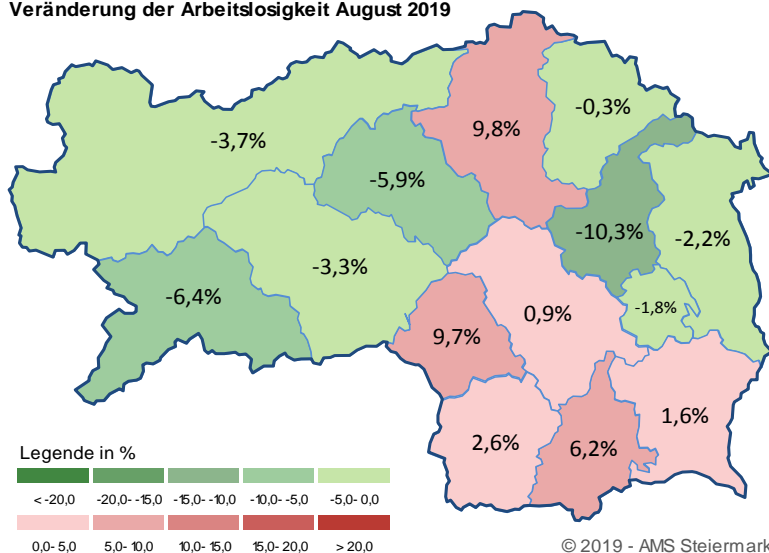 Veränderung der Arbeitslosigkeit August 2019
9,8%
-0,3%
-3,7%
-5,9%
-10,3%
-2,2%
-3,3%
-6,4%
0,9%
-1,8%
9,7%
1,6%
2,6%
6,2%
Legende in %
< -20,0 -20,0- -15,0 -15,0- -10,0 -10,0- -5,0 -5,0- 0,0
0,0- 5,0 5,0- 10,0 10,0- 15,0 15,0- 20,0 > 20,0
© 2019 - AMS Steiermark